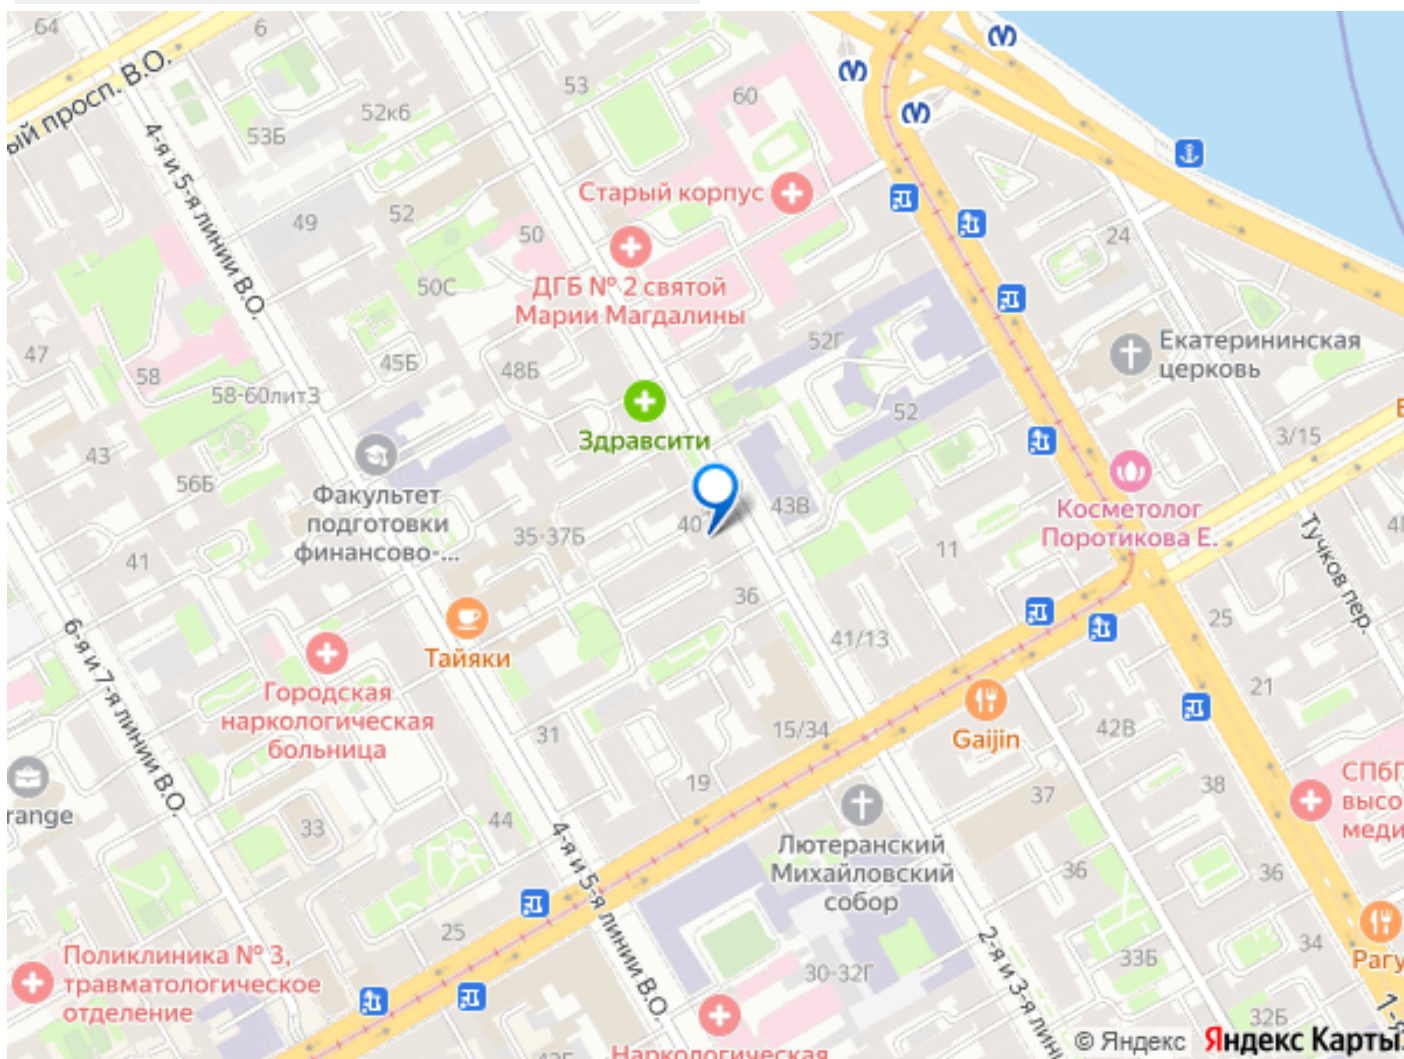 64
6
ый просп. В.О.
53
60
52к6
53Б
4-я и 5-я линии В.О.
Старый корпус
49
52
50
24
50С
ДГБ № 2 святой
Марии Магдалины
47
58
45Б
48Б
52Г
Екатерининская
церковь
58-60лит3
52
Здравсити
3/15
43
56Б
Факультет
подготовки
финансово-...
40
43В
Косметолог
Поротикова Е.
Тучков пер.
41
35-37Б
11
36
25
6-я и 7-я линии В.О.
Тайяки
41/13
Городская
наркологическая
больница
21
31
15/34
Gaijin
42В
19
37
38
СПбГ
высо
меди
range
33
44
4-я и 5-я линии В.О.
Лютеранский
Михайловский
собор
36
36
25
34
Поликлиника № 3,
травматологическое
отделение
30-32Г
2-я и 3-я лин
33Б
Рагу
1-я
32Б
Наркологическая
© Яндекс Яндекс Карты